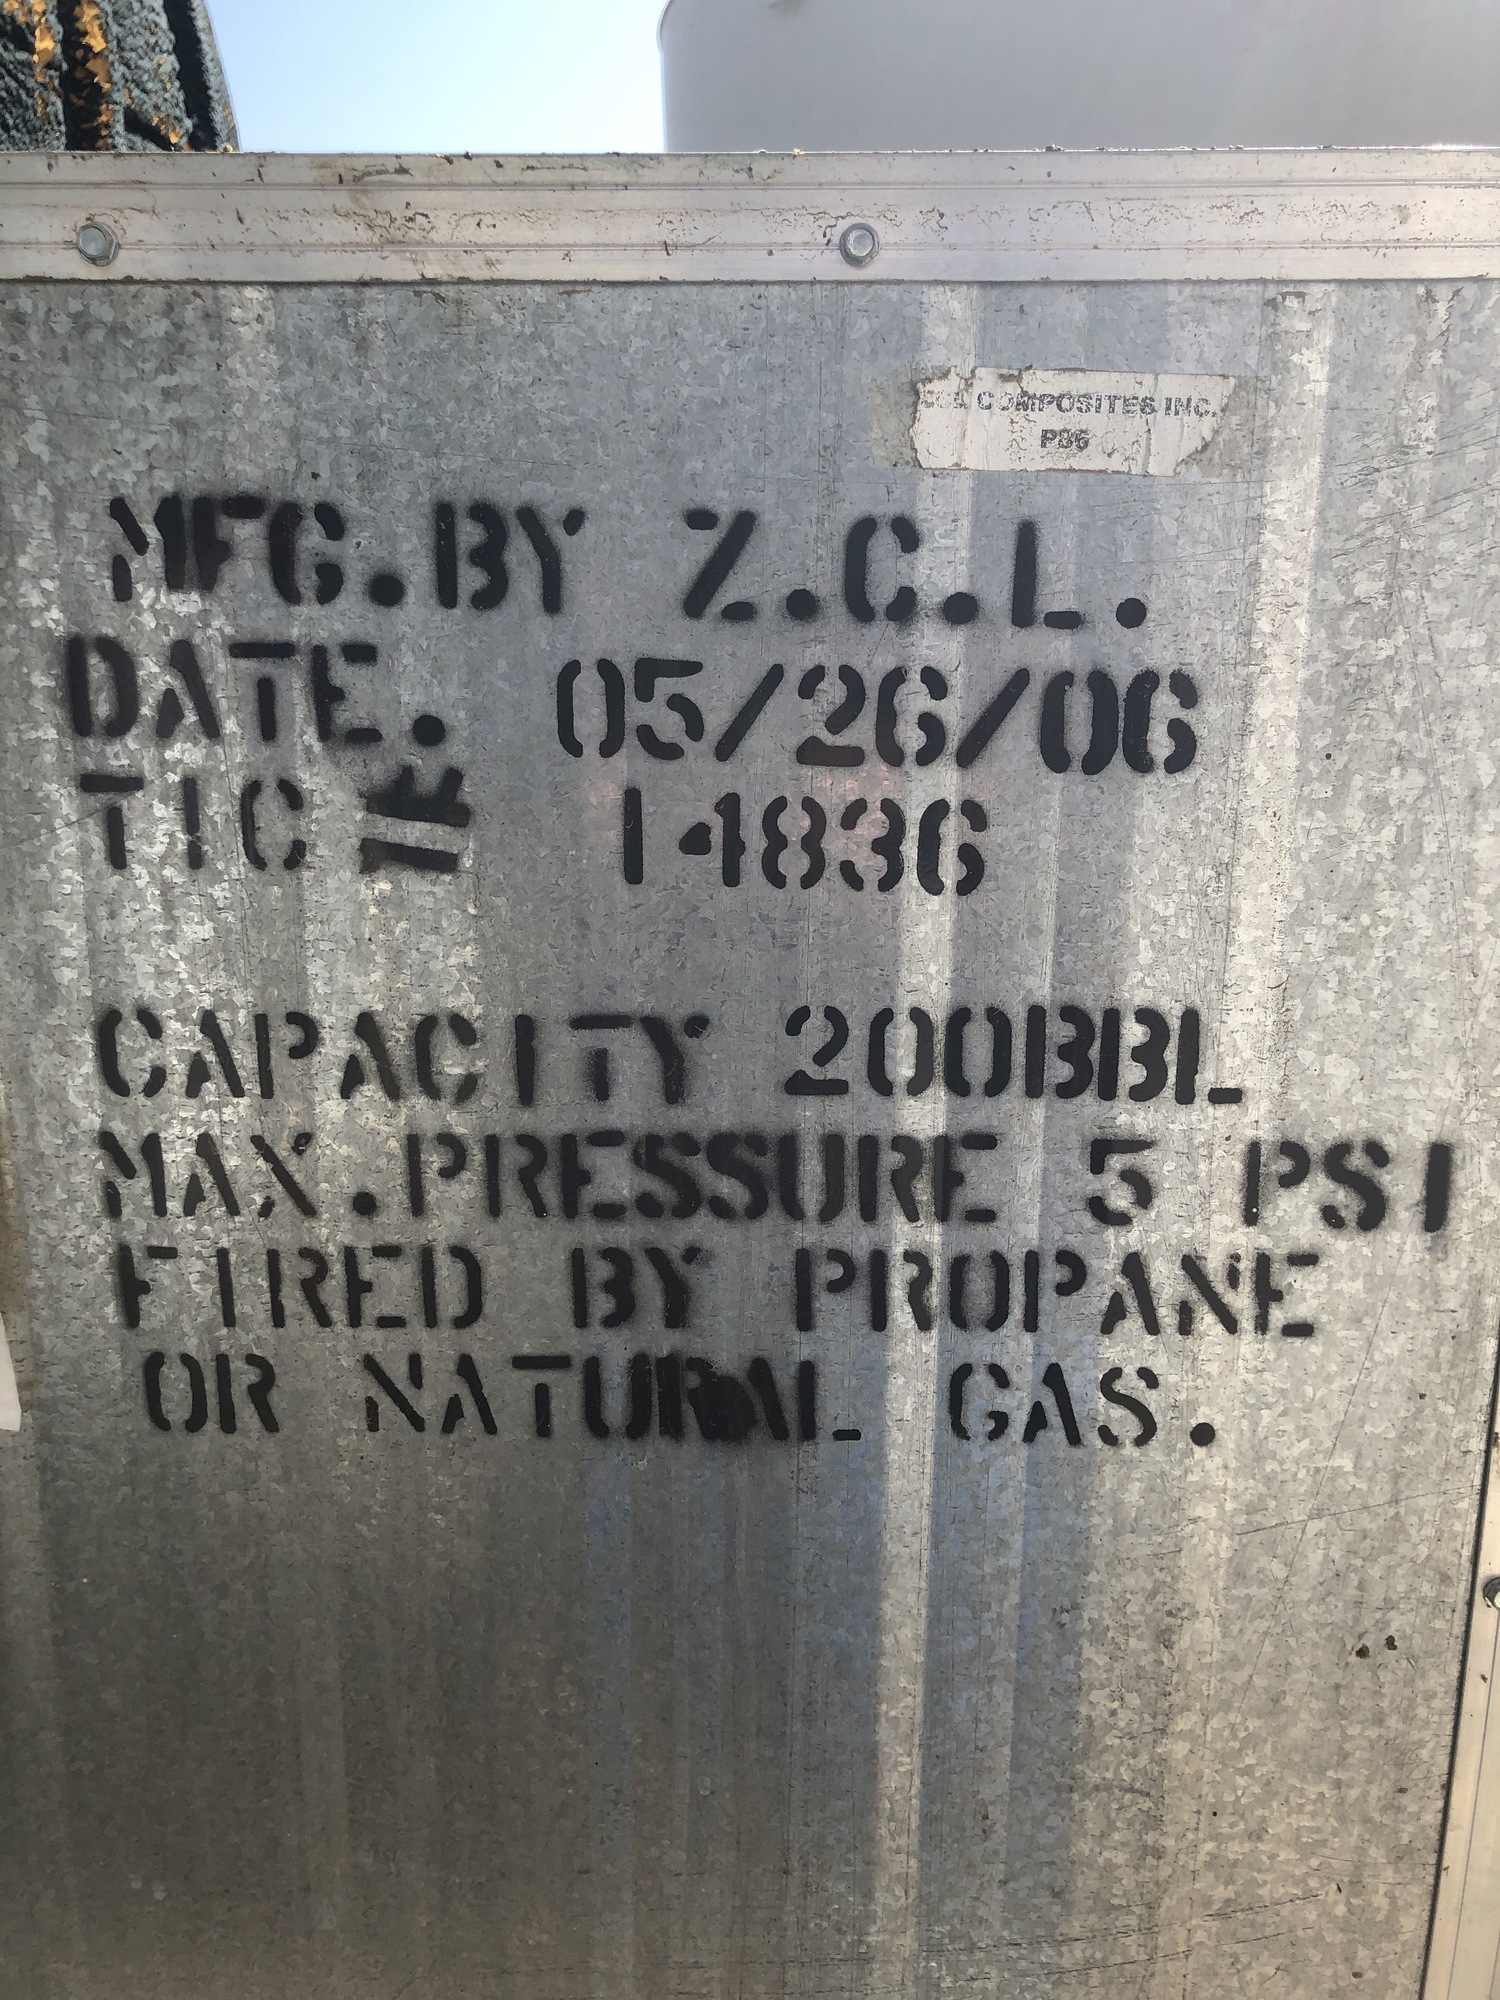 COMPOSITES INC.
PB6
MFG.BY Z.C.L.
DATE. 05/26/06
TIC # 14836
CAPACITY 200BBL
MAX.PRESSURE 5 PSI
FIRED BY PROPANE
OR NATURAL GAS.